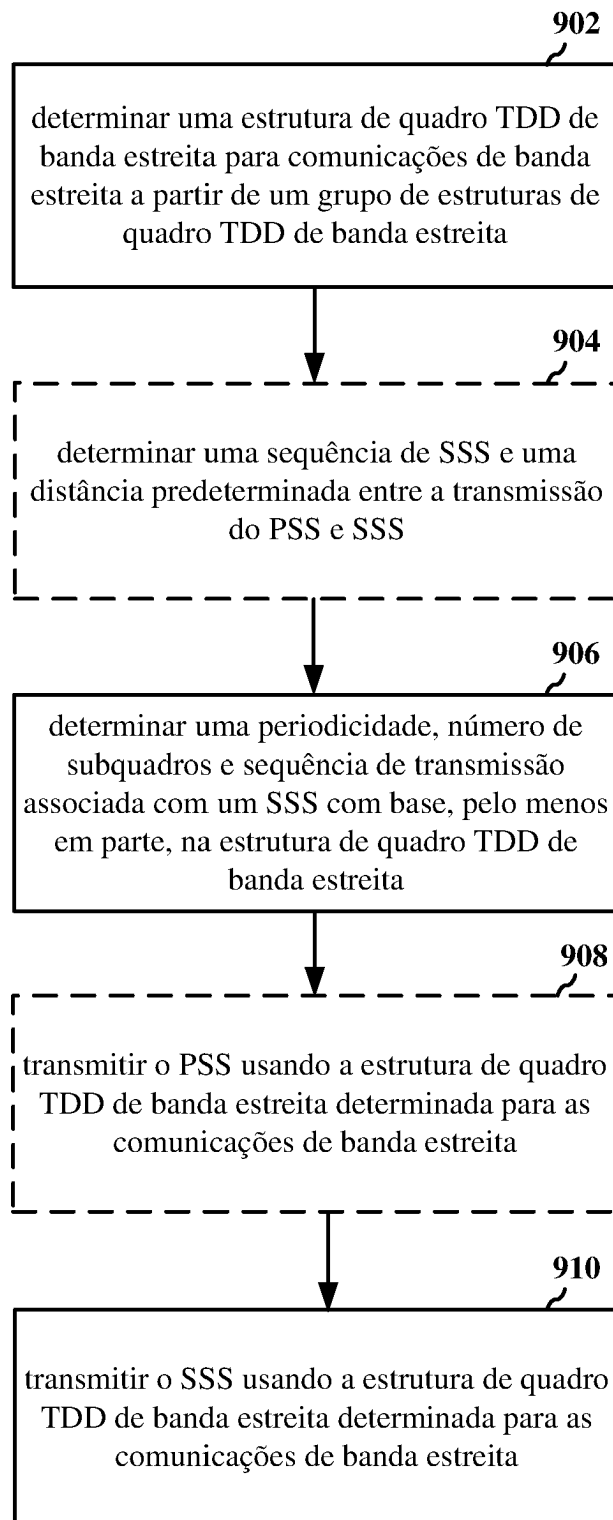 902
determinar uma estrutura de quadro TDD de
banda estreita para comunicações de banda
estreita a partir de um grupo de estruturas de
quadro TDD de banda estreita
904
determinar uma sequência de SSS e uma
distância predeterminada entre a transmissão
do PSS e SSS
906
determinar uma periodicidade, número de
subquadros e sequência de transmissão
associada com um SSS com base, pelo menos
em parte, na estrutura de quadro TDD de
banda estreita
908
transmitir o PSS usando a estrutura de quadro
TDD de banda estreita determinada para as
comunicações de banda estreita
910
transmitir o SSS usando a estrutura de quadro
TDD de banda estreita determinada para as
comunicações de banda estreita